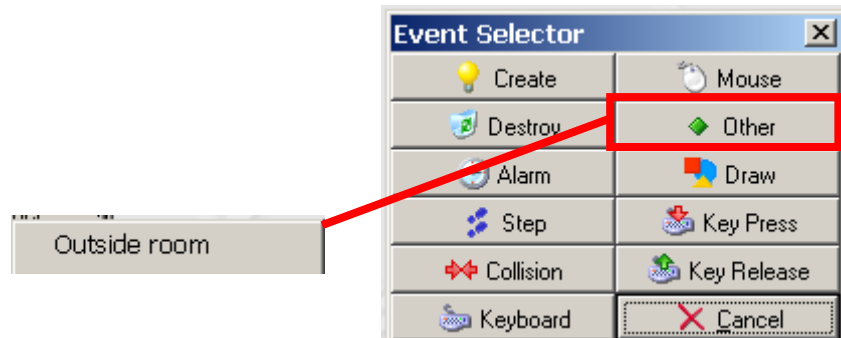 Event Selector
Create
Mouse
Destroy
Other
Alarm
Draw
Step
Key Press
Outside room
Collision
Key Release
Keyboard
Cancel